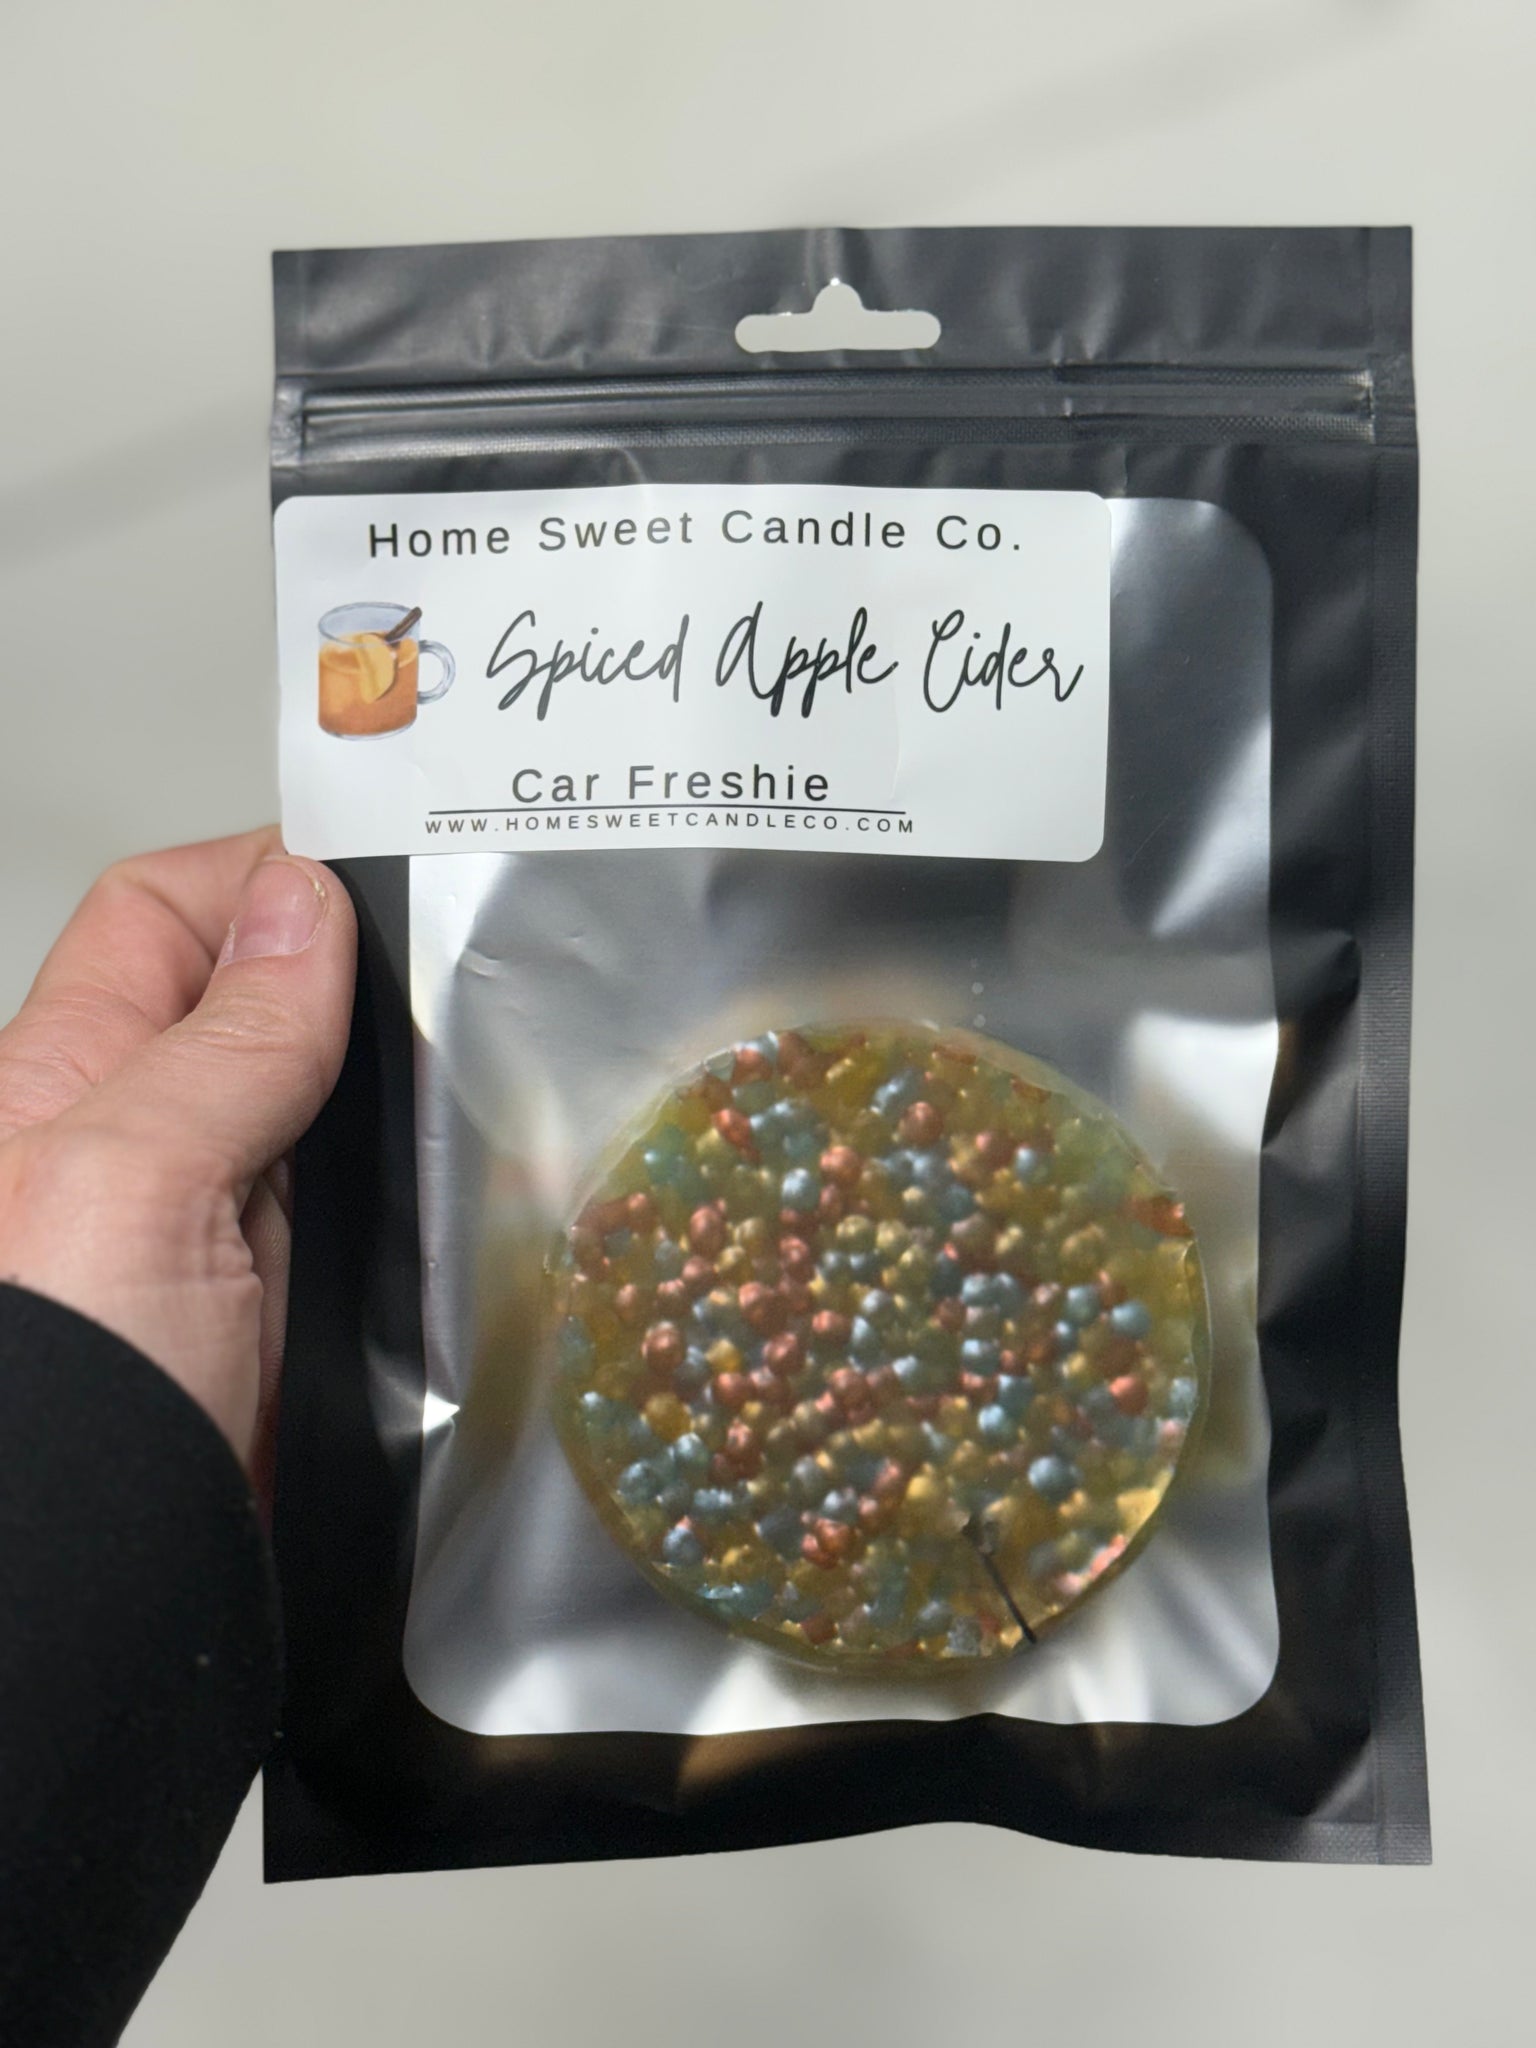 Home Sweet Candle Co.
Spiced Apple Cider
Car Freshie
WWW.HOMESWEETCANDLECO.COM